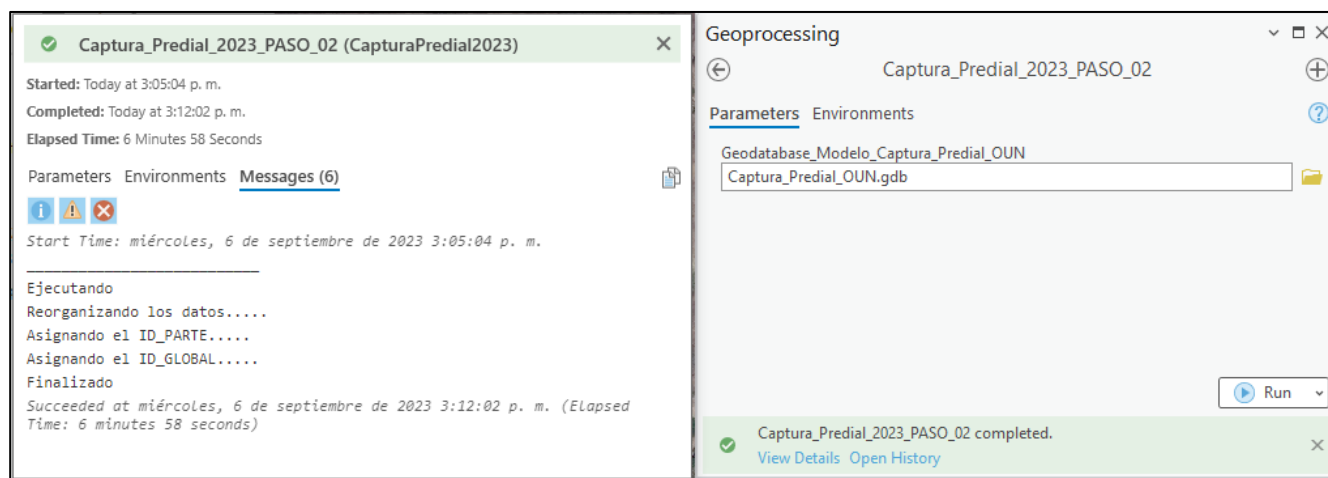 Captura_Predial_2023_PASO_02 (CapturaPredial2023)
Started: Today at 3:05:04 p. m.
Completed: Today at 3:12:02 p. m.
Elapsed Time: 6 Minutes 58 Seconds
Parameters Environments Messages (6)
Start Time: miércoles, 6 de septiembre de 2023 3:05:04 p. m.
Ejecutando
Reorganizando los datos.....
Asignando el ID_PARTE.....
Asignando el ID_GLOBAL.....
Finalizado
Succeeded at miércoles, 6 de septiembre de 2023 3:12:02 p. m. (Elapsed
Time: 6 minutes 58 seconds)
Geoprocessing
Captura_Predial_2023_PASO_02
Parameters Environments
Geodatabase_Modelo_Captura_Predial_OUN
Captura_Predial_OUN.gdb
Run
Captura_Predial_2023_PASO_02 completed.
View Details Open History